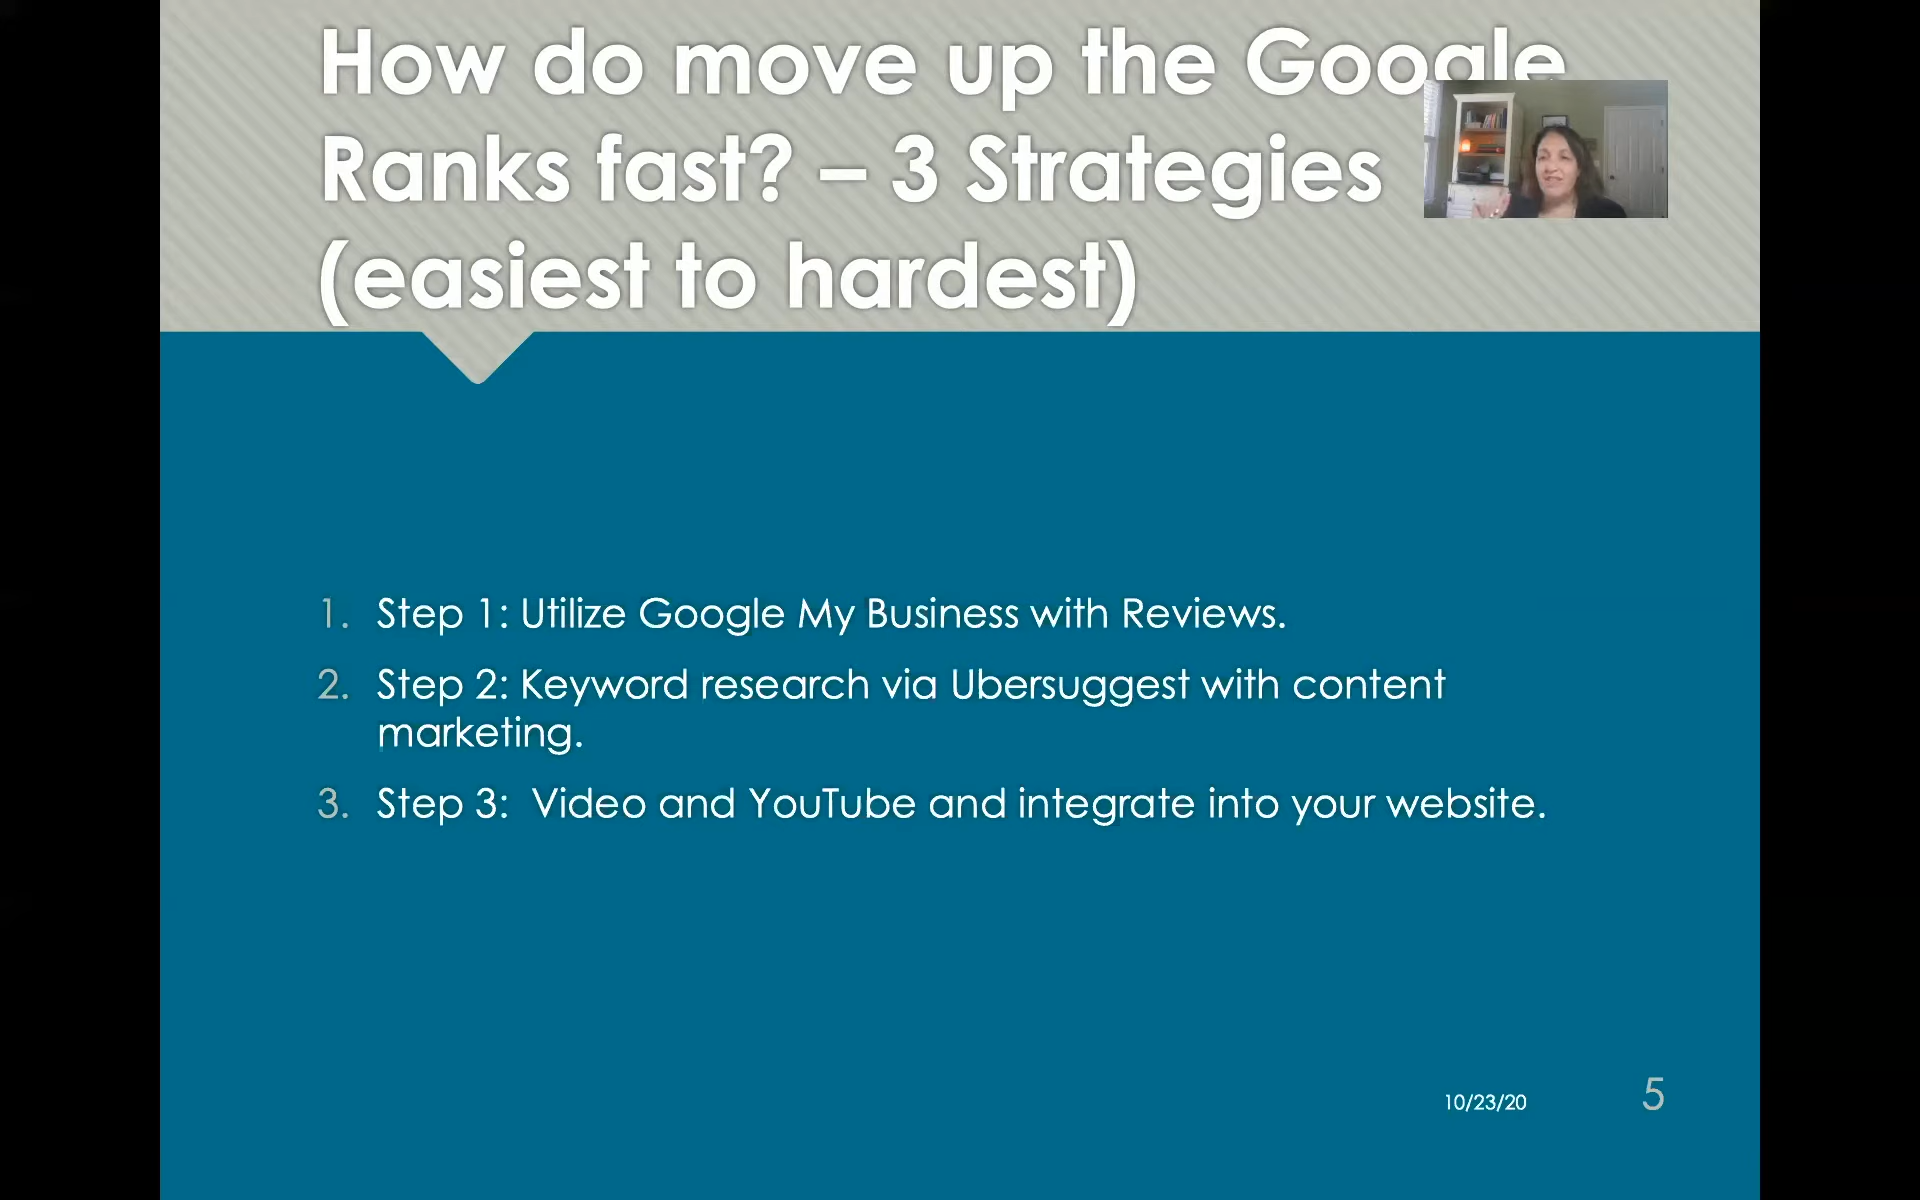 How do move up the Google
Ranks fast? – 3 Strategies
(easiest to hardest)
1. Step 1: Utilize Google My Business with Reviews.
2. Step 2: Keyword research via Ubersuggest with content
marketing.
3. Step 3:  Video and YouTube and integrate into your website.
10/23/20
5